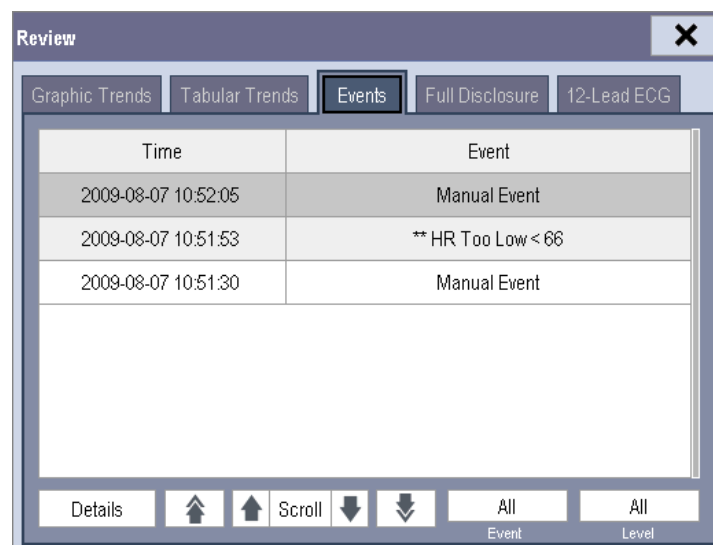 Review
Graphic Trends Tabular Trends Events Full Disclosure 12-Lead ECG
Time Event
2009-08-07 10:52:05 Manual Event
2009-08-07 10:51:53 ** HR Too Low < 66
2009-08-07 10:51:30 Manual Event
Details Scroll All All
Event Level